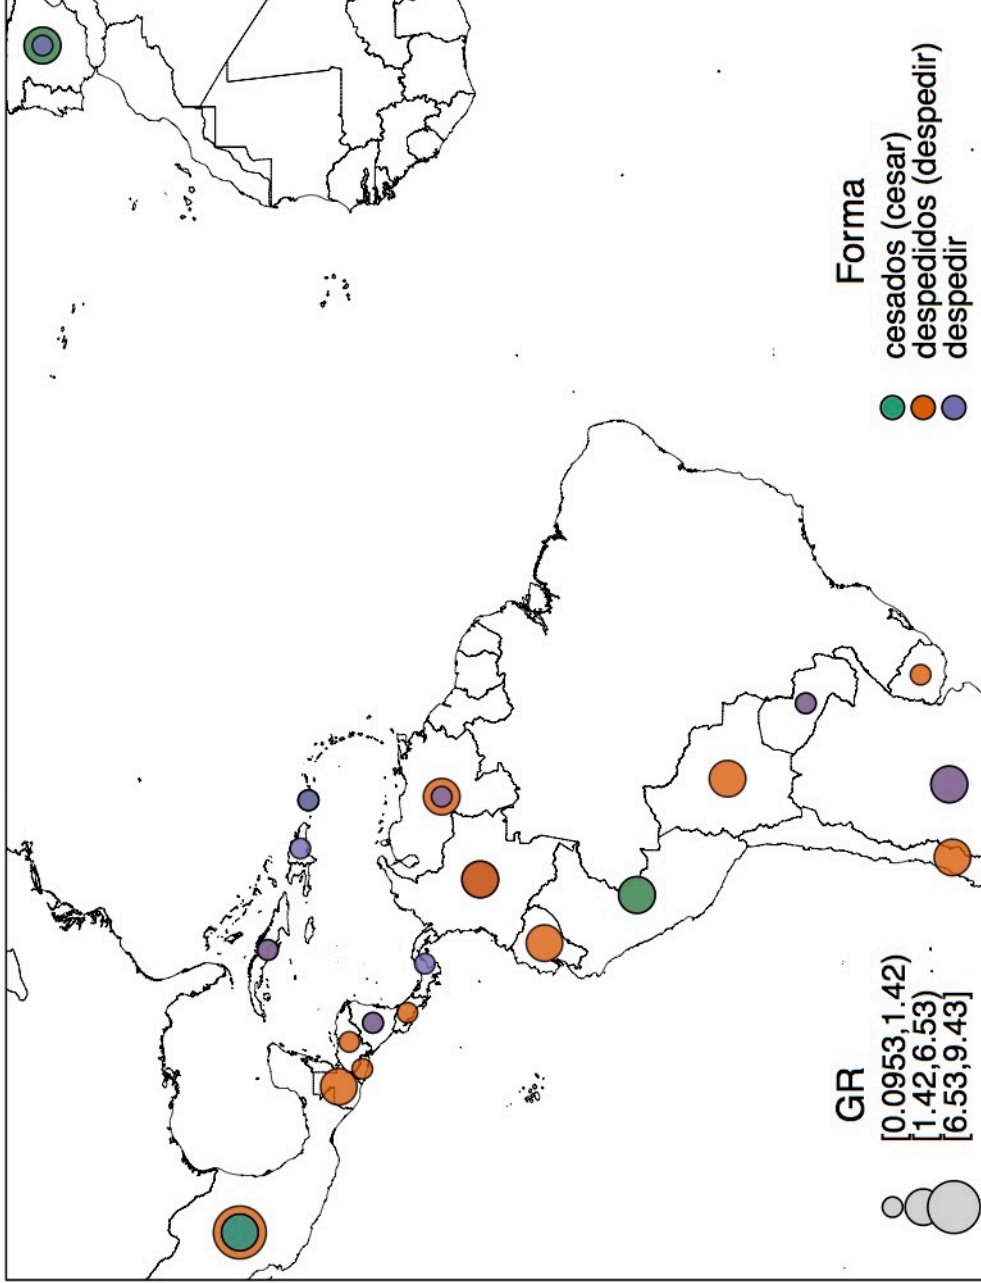 GR
[0.0953,1.42)
[1.42,6.53)
[6.53,9.43]
Forma
cesados (cesar)
despedidos (despedir)
despedir